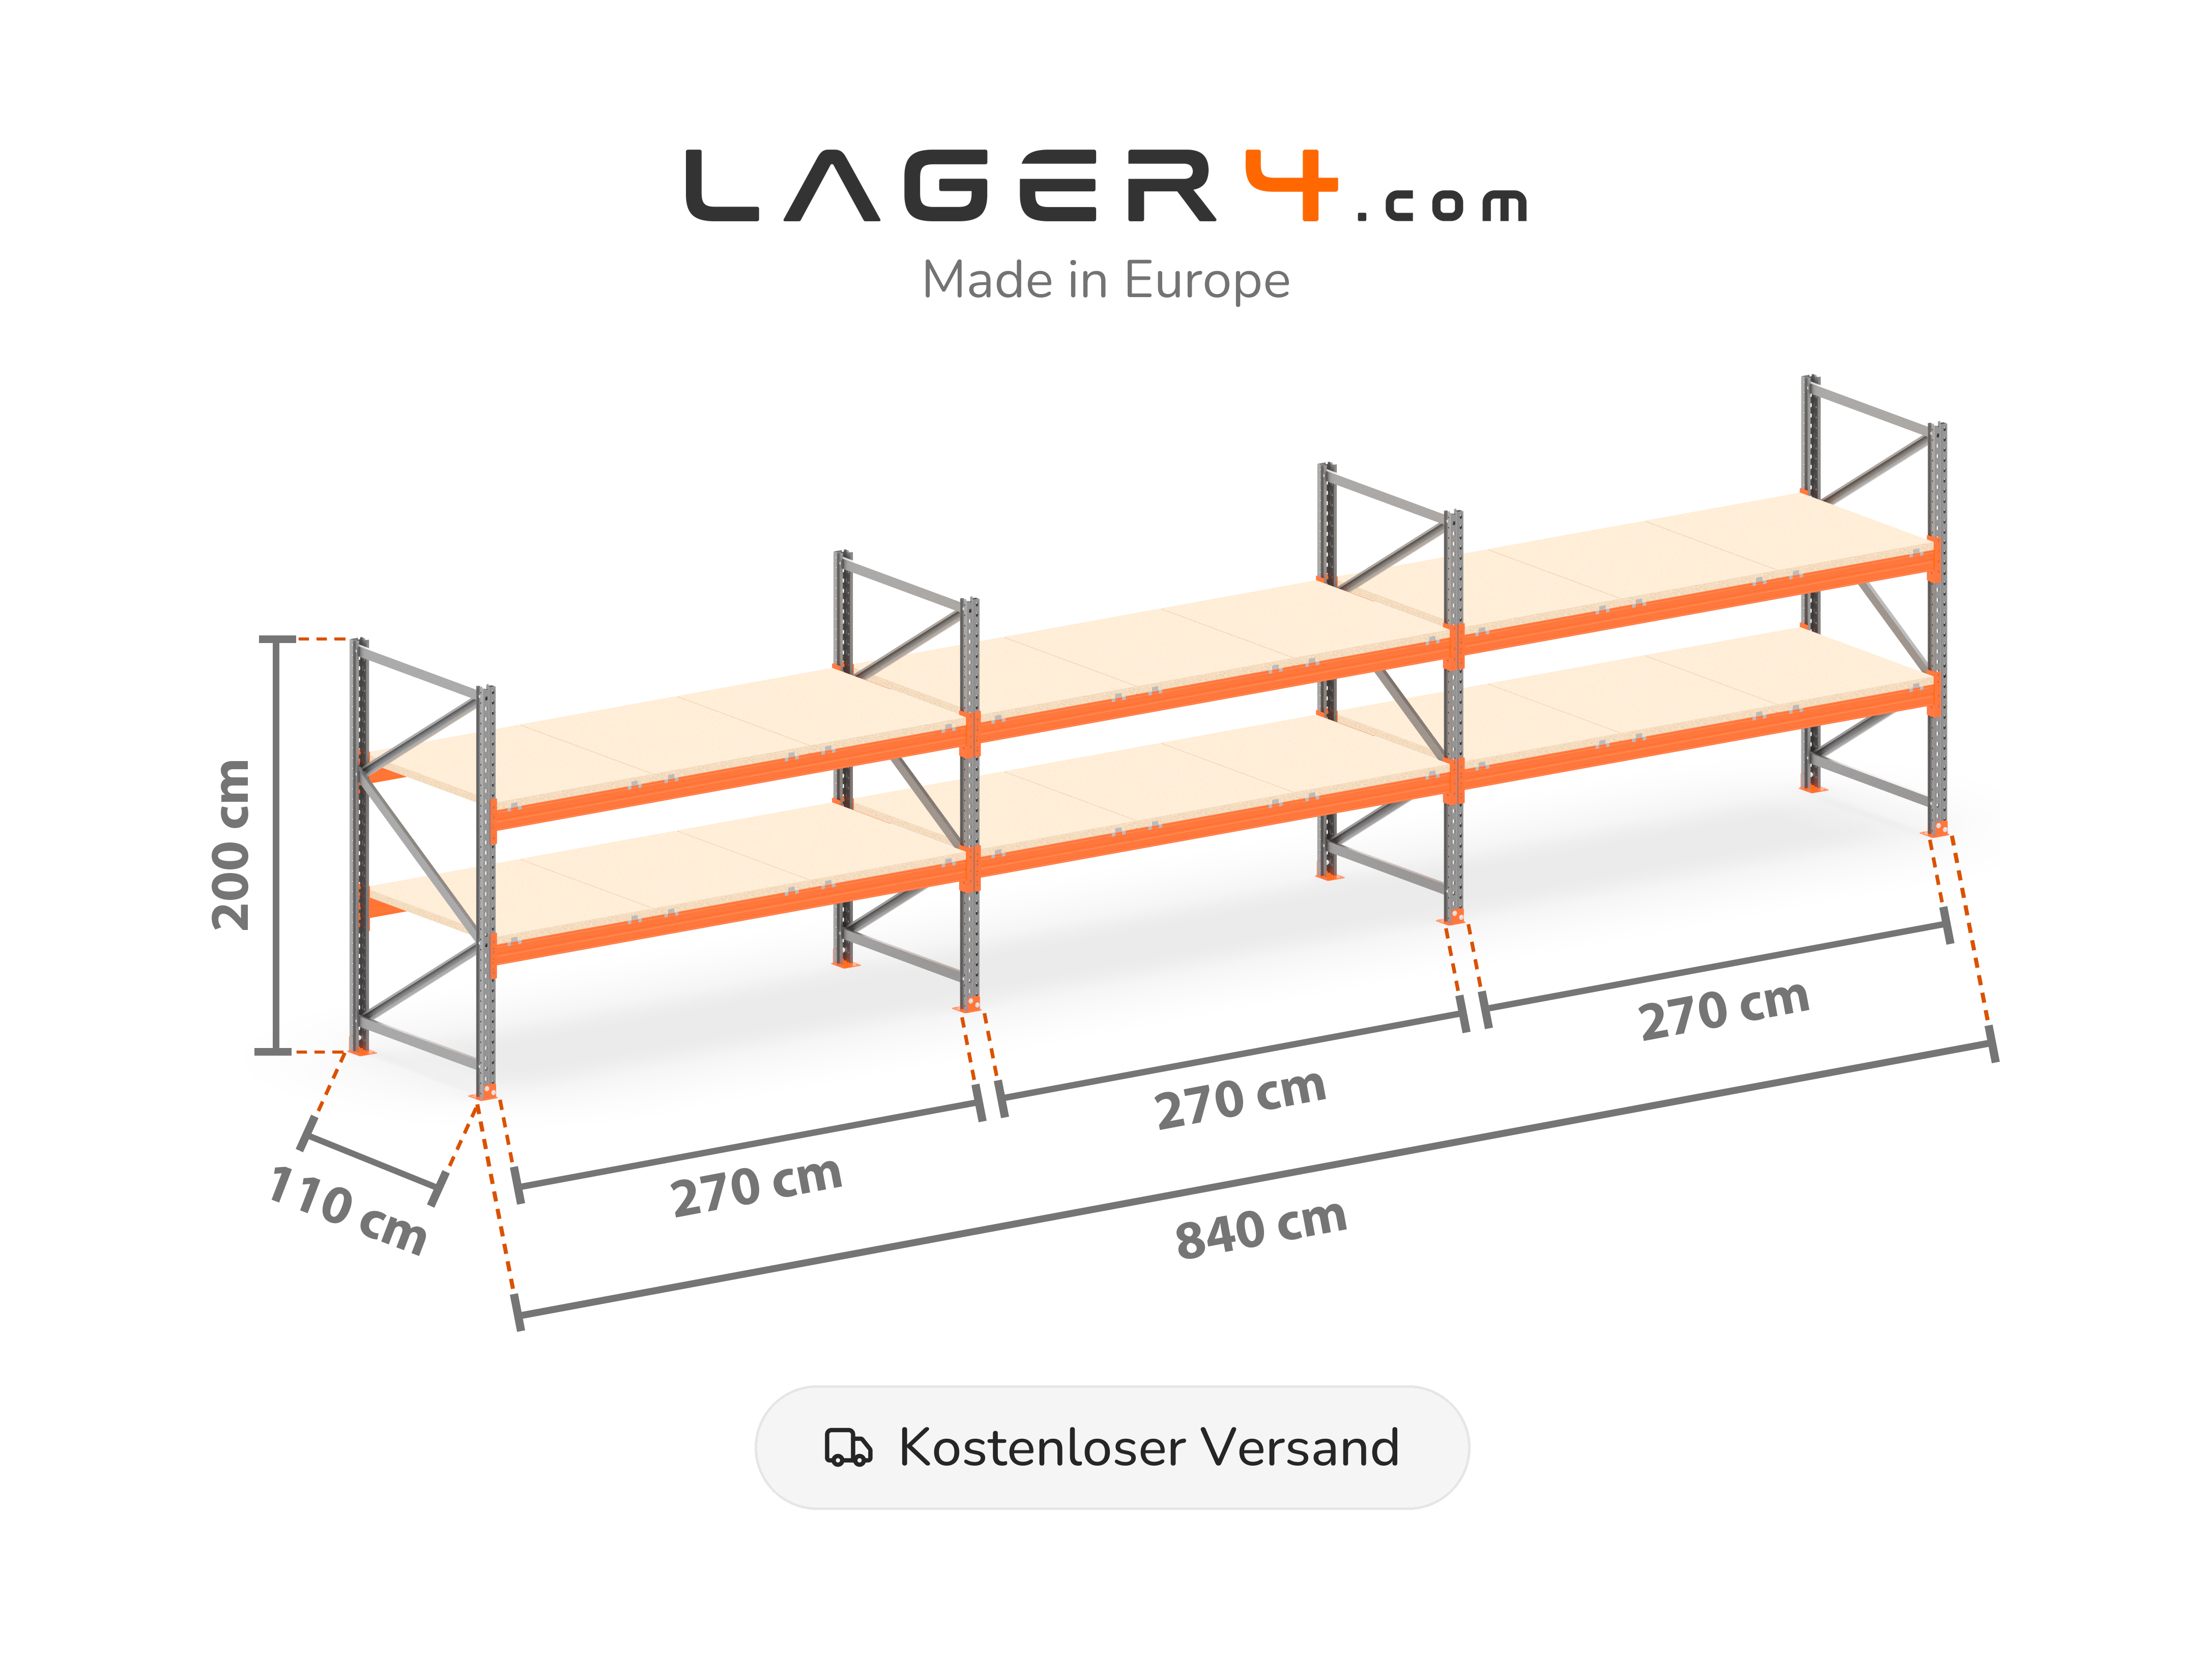 LAGER4.com
Made in Europe
200 cm
110 cm
270 cm
270 cm
270 cm
840 cm
Kostenloser Versand